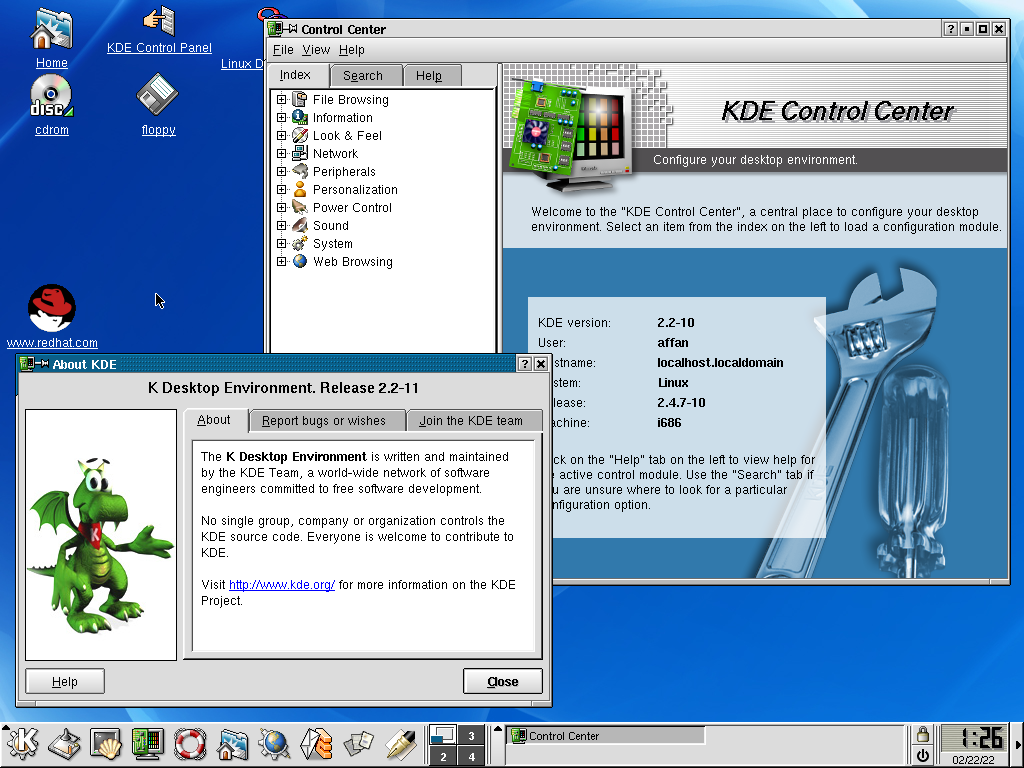 Home
KDE Control Panel
Linux D
cdrom
floppy
www.redhat.com
Control Center
File View Help
Index Search Help
File Browsing
Information
Look & Feel
Network
Peripherals
Personalization
Power Control
Sound
System
Web Browsing
KDE Control Center
Configure your desktop environment.
Welcome to the "KDE Control Center", a central place to configure your desktop
environment. Select an item from the index on the left to load a configuration module.
KDE version: 2.2-10
User: affan
stname: localhost.localdomain
stem: Linux
lease: 2.4.7-10
achine: i686
ck on the "Help" tab on the left to view help for
active control module. Use the "Search" tab if
u are unsure where to look for a particular
nfiguration option.
About KDE
K Desktop Environment. Release 2.2-11
About Report bugs or wishes Join the KDE team
The K Desktop Environment is written and maintained
by the KDE Team, a world-wide network of software
engineers committed to free software development.
No single group, company or organization controls the
KDE source code. Everyone is welcome to contribute to
KDE.
Visit http://www.kde.org/ for more information on the KDE
Project.
Help Close
3
2 4
Control Center
1:26
02/22/22